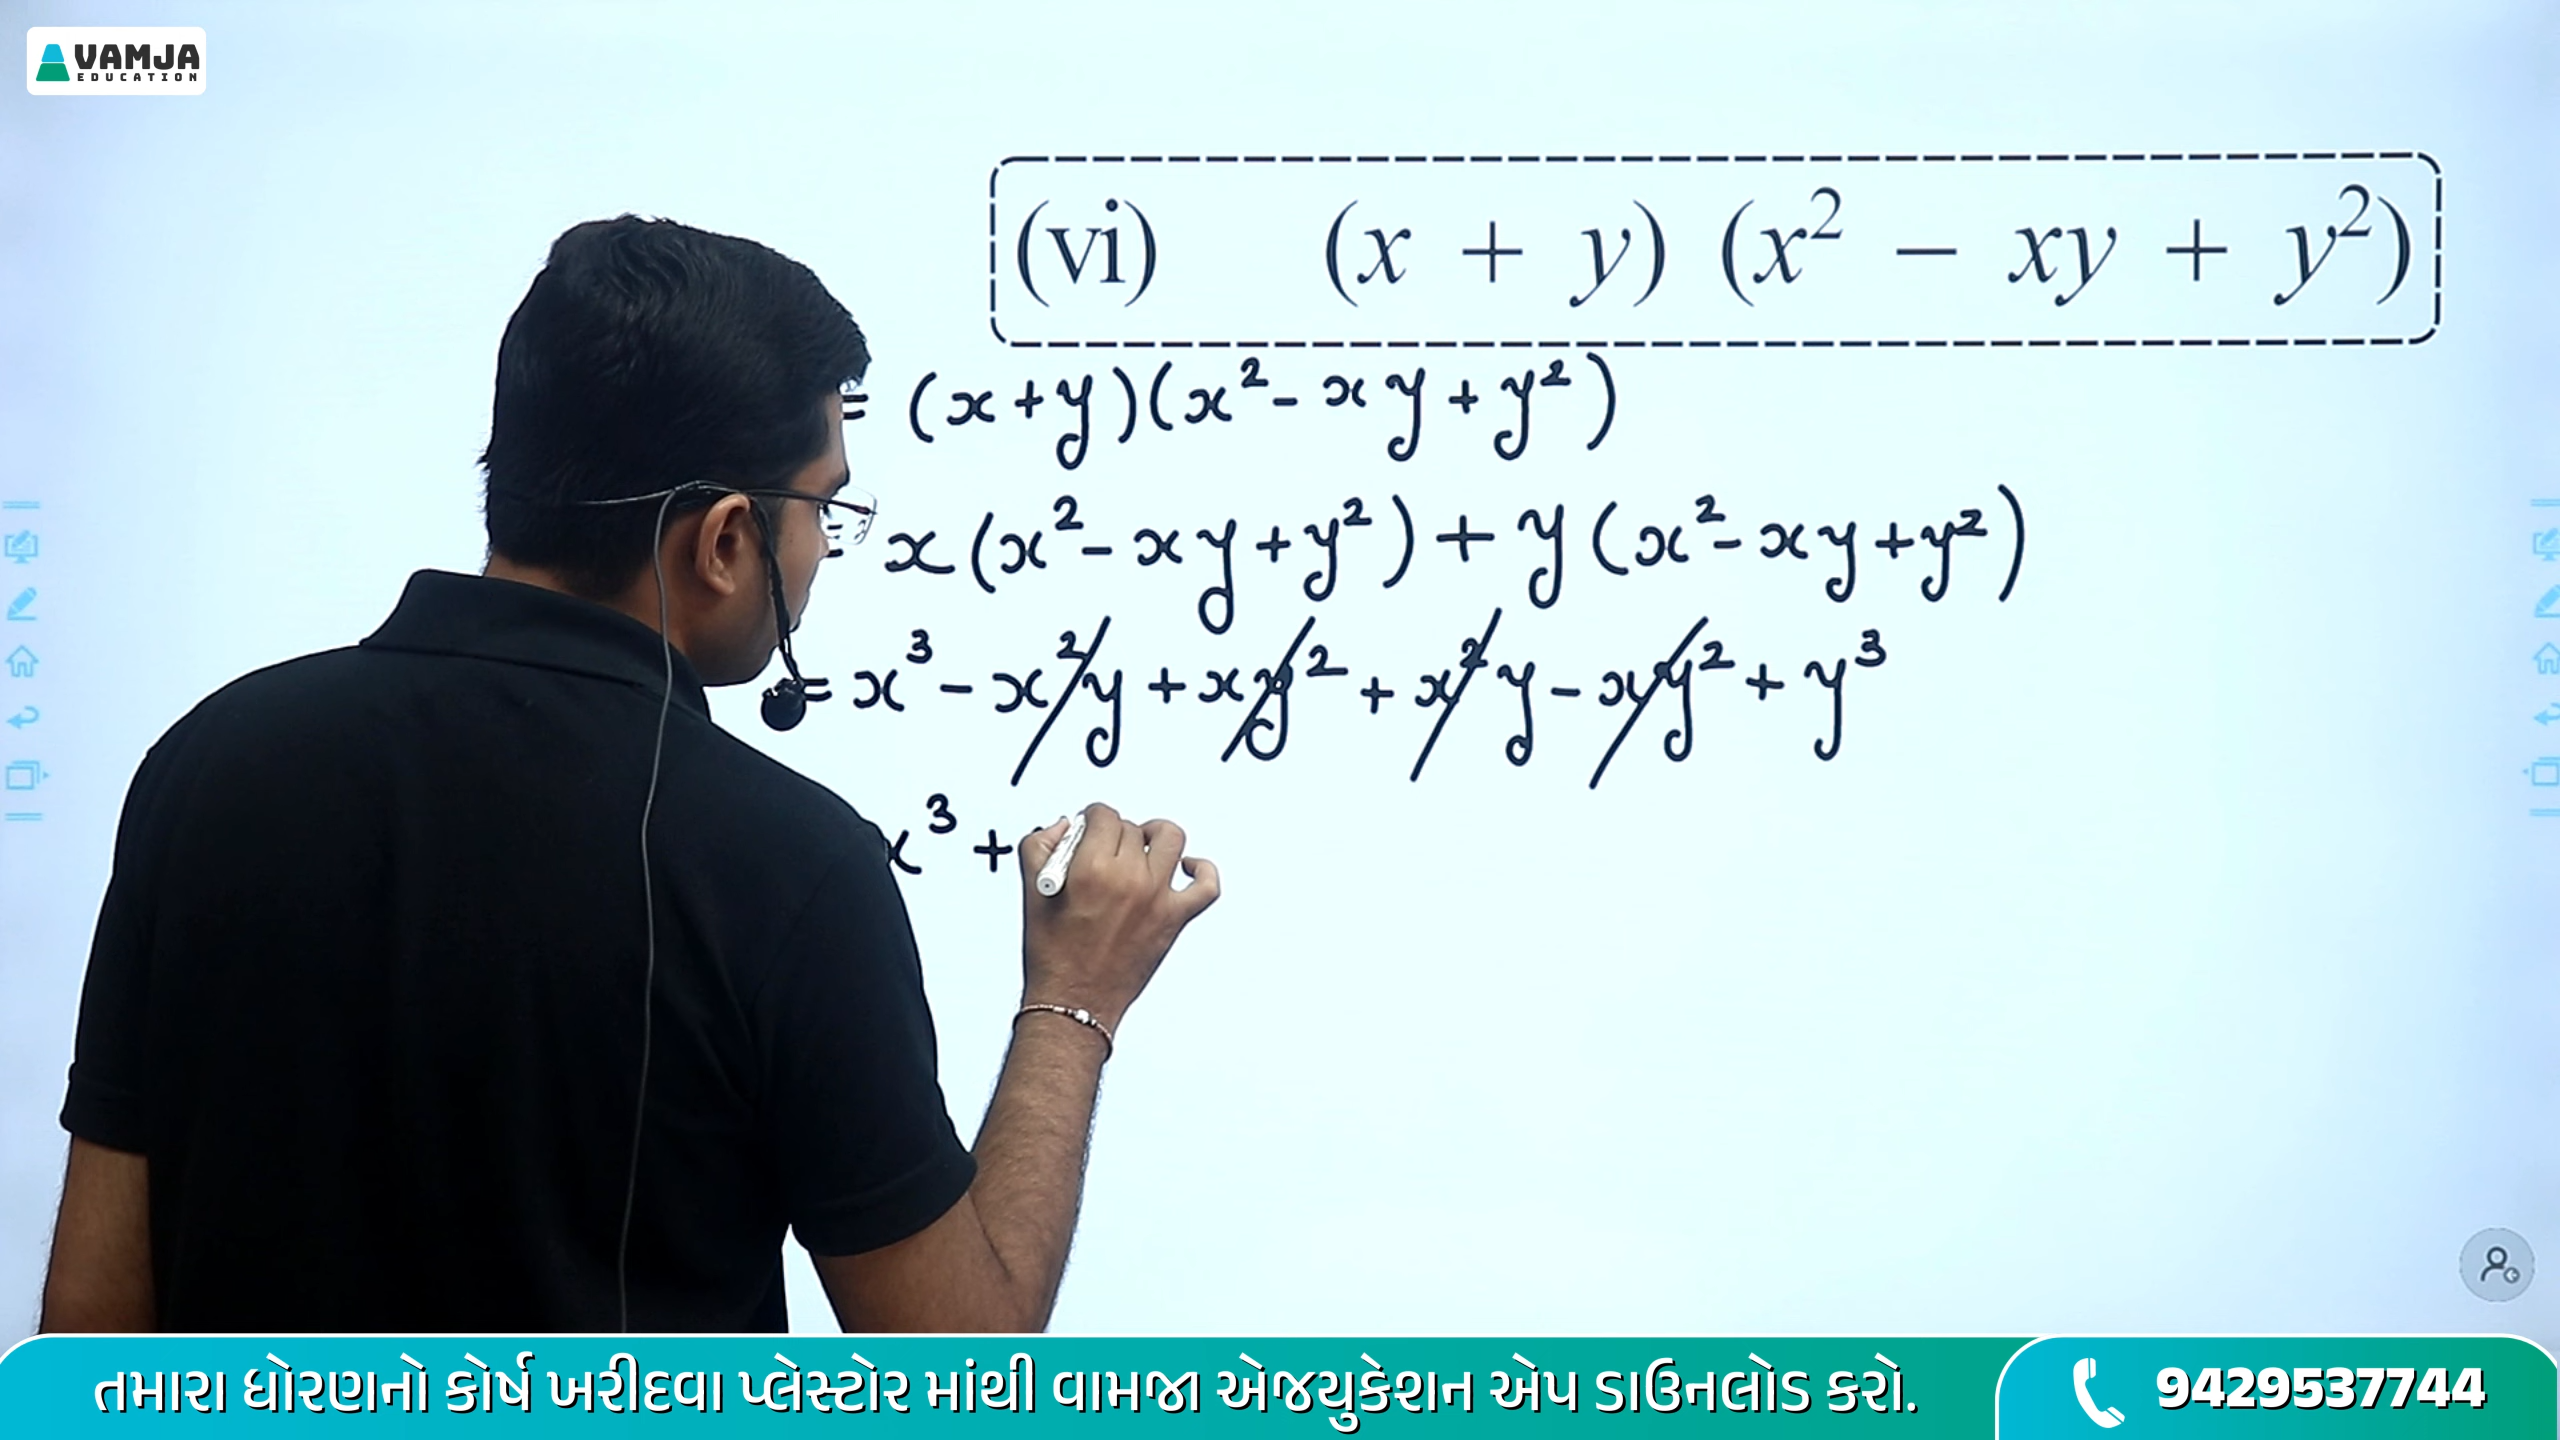 VAMJA
EDUCATION
(vi) (x + y) (x² − xy + y²)
= (x+y)(x²- xy+y²)
= x(x²- xy+y²) + y(x²- xy+y²)
= x³- x²y + xy² + x²y - xy² + y³
x³ +
તમારા ધોરણનો કોર્ષ ખરીદવા પ્લેસ્ટોર માંથી વામજા એજ્યુકેશન એપ ડાઉનલોડ કરો.
9429537744